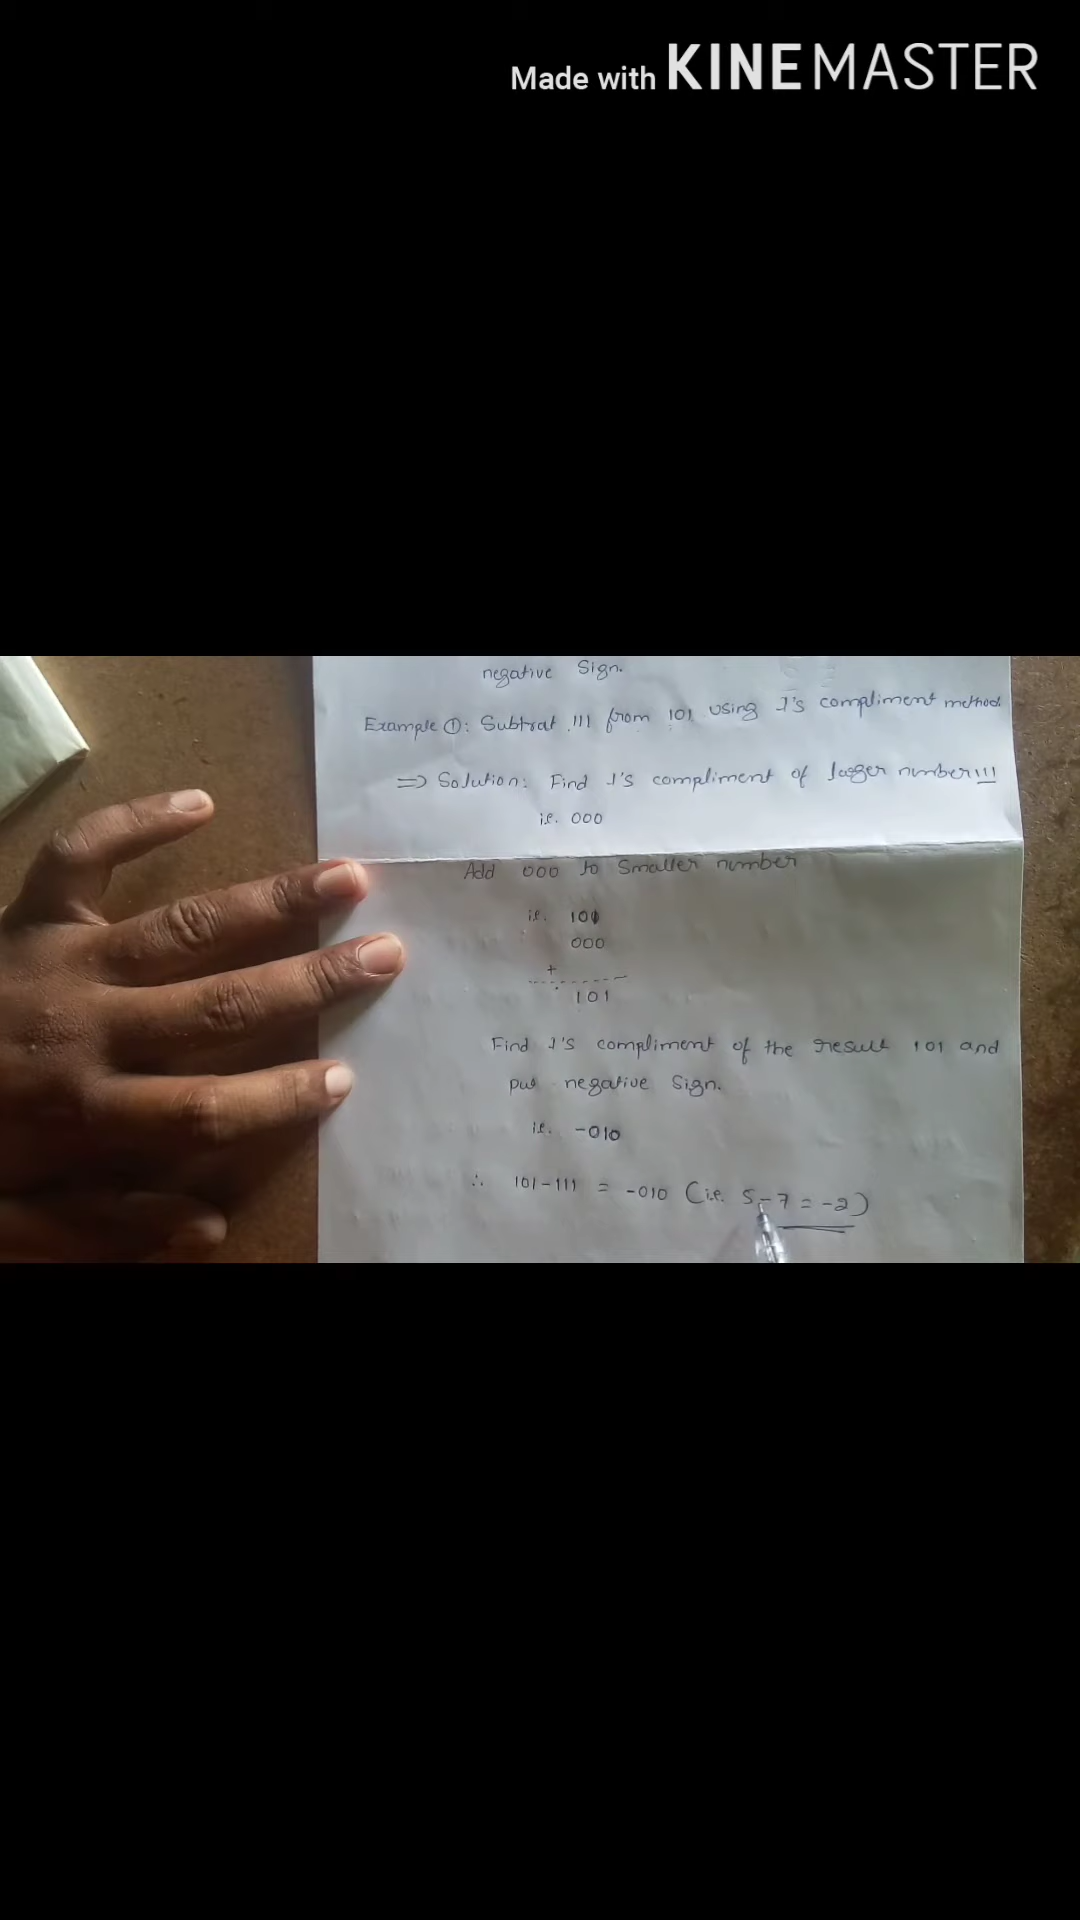 Made with KINEMASTER
negative Sign.
Example ①: Subtrat 111 from 101 using 1's compliment method.
⇒ Solution: Find 1's compliment of larger number 111
i.e. 000
Add 000 to Smaller number
i.e. 101
000
+
101
Find 1's compliment of the result 101 and
put negative Sign.
i.e. -010
∴ 101-111 = -010 (i.e. 5-7 = -2)